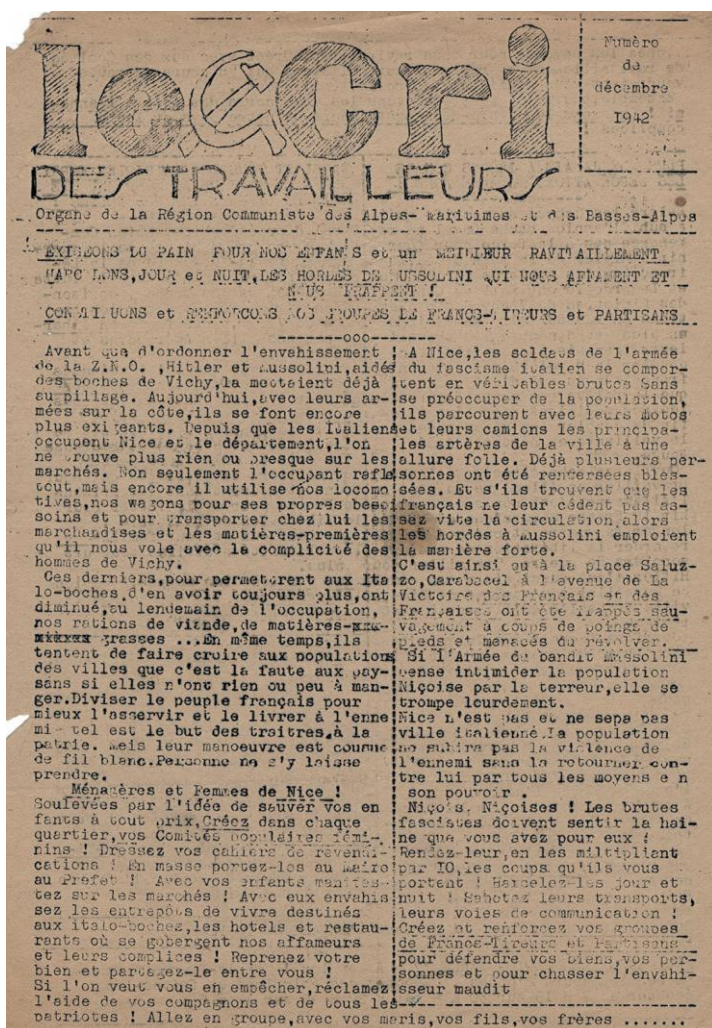 le Cri
DES TRAVAILLEURS
Numèro
de
décembre
1942
Organe de la Région Communiste des Alpes-Maritimes et des Basses-Alpes
EXIGEONS DU PAIN POUR NOS ENFANTS et un MEILLEUR RAVITAILLEMENT
HARCELONS,JOUR et NUIT,LES HORDES DE MUSSOLINI QUI NOUS AFFAMENT ET
NOUS FRAPPENT !
CONSTITUONS et RENFORCONS NOS GROUPES DE FRANCS-TIREURS et PARTISANS
--------ooo--------
Avant que d'ordonner l'envahissement
de la Z.N.O. ,Hitler et Mussolini,aidés
des boches de Vichy,la mettaient déjà
au pillage. Aujourd'hui,avec leurs ar-
mées sur la côte,ils se font encore
plus exigeants. Depuis que les Italiens
occupent Nice et le département,l'on
ne trouve plus rien ou presque sur les
marchés. Non seulement l'occupant rafle
tout,mais encore il utilise nos locomo
tives,nos wagons pour ses propres besoi
soins et pour transporter chez lui les
marchandises et les matières-premières
qu'il nous vole avec la complicité des
hommes de Vichy.
Ces derniers,pour permetorent aux Ita
lo-boches d'en avoir toujours plus,ont
diminué,au lendemain de l'occupation,
nos rations de viande,de matières-
grasses ...En même temps,ils
tentent de faire croire aux populations
des villes que c'est la faute aux pay-
sans si elles n'ont rien ou peu à man-
ger.Diviser le peuple français pour
mieux l'asservir et le livrer à l'enne
mi- tel est le but des traitres,à la
patrie. Mais leur manoeuvre est cousue
de fil blanc.Personne ne s'y laisse
prendre.
Ménagères et Femmes de Nice !
Soulevées par l'idée de sauver vos en
fants à tout prix,Créez dans chaque
quartier,vos Comités populaires fémi-
nins ! Dressez vos cahiers de revendi-
cations ! En masse portez-les au Maire
au Prefet ! Avec vos enfants manifes-
tez sur les marchés ! Avec eux envahis
sez les entrepôts de vivre destinés
aux italo-boches,les hotels et restau-
rants où se gobergent nos affameurs
et leurs complices ! Reprenez votre
bien et partagez-le entre vous !
Si l'on veut vous en empêcher,réclamez
l'aide de vos compagnons et de tous les
patriotes ! Allez en groupe,avec vos maris,vos fils,vos frères .......
A Nice,les soldats de l'armée
du fascisme italien se compor-
tent en véritables brutes Sans
se préoccuper de la population,
ils parcourent avec leurs motos
et leurs camions les principa-
les artères de la ville à une
allure folle. Déjà plusieurs per-
sonnes ont été renversées bles-
sées. Et s'ils trouvent que les
français ne leur cédent pas as-
sez vite la circulation,alors
les hordes à Mussolini emploient
la manière forte.
C'est ainsi qu'à la place Saluz-
zo,Carabacel à l'evenue de La
Victoire,des Français et des
Françaises ont été frappés sau-
vagement à coups de poings de
pieds et menacés du révolver.
Si l'Armée du bandit Mussolini
pense intimider la population
Niçoise par la terreur,elle se
trompe lourdement.
Nice n'est pas et ne sepa pas
ville italienne.La population
ne subira pas la violence de
l'ennemi sans la retourner con-
tre lui par tous les moyens e n
son pouvoir .
Niçois, Niçoises ! Les brutes
fascistes doivent sentir la hai-
ne que vous avez pour eux !
Rendez-leur,en les miltipliant
par IO,les coups qu'ils vous
portent ! Harcelez-les jour et
nuit ! Sabotez leurs transports,
leurs voies de communication !
Créez et renforcez vos groupes
de Francs-Tireurs et Partisans
pour défendre vos biens,vos per-
sonnes et pour chasser l'envahi-
sseur maudit